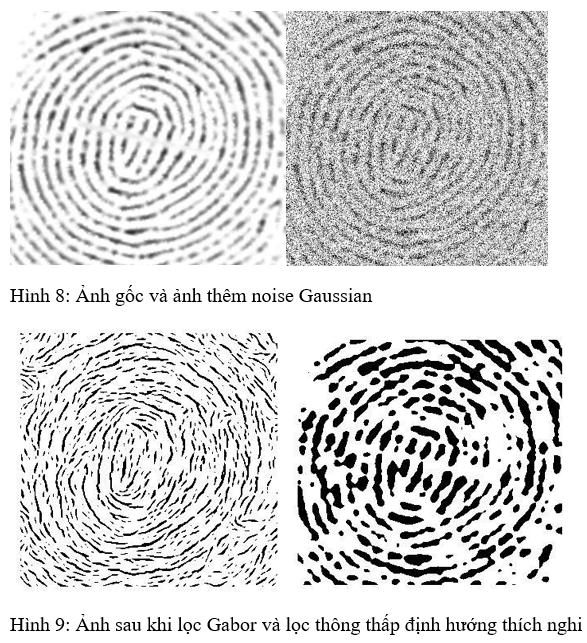 Hình 8: Ảnh gốc và ảnh thêm noise Gaussian
Hình 9: Ảnh sau khi lọc Gabor và lọc thông thấp định hướng thích nghi